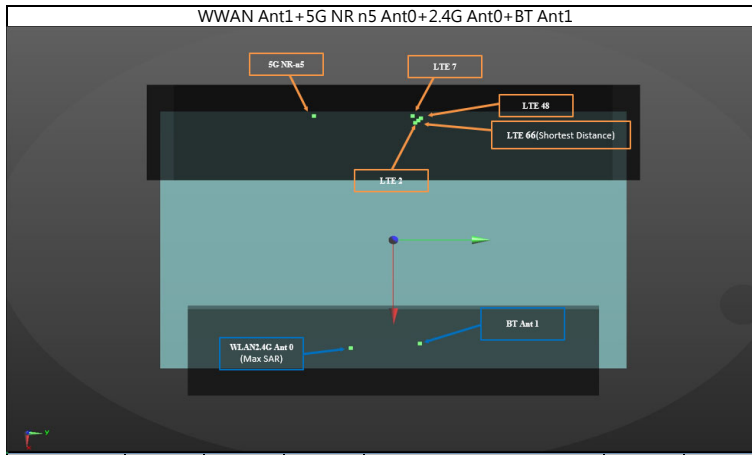 WWAN Ant1+5G NR n5 Ant0+2.4G Ant0+BT Ant1
5G NR-n5
LTE 7
LTE 48
LTE 66(Shortest Distance)
LTE 2
BT Ant 1
WLAN2.4G Ant 0
(Max SAR)
Y